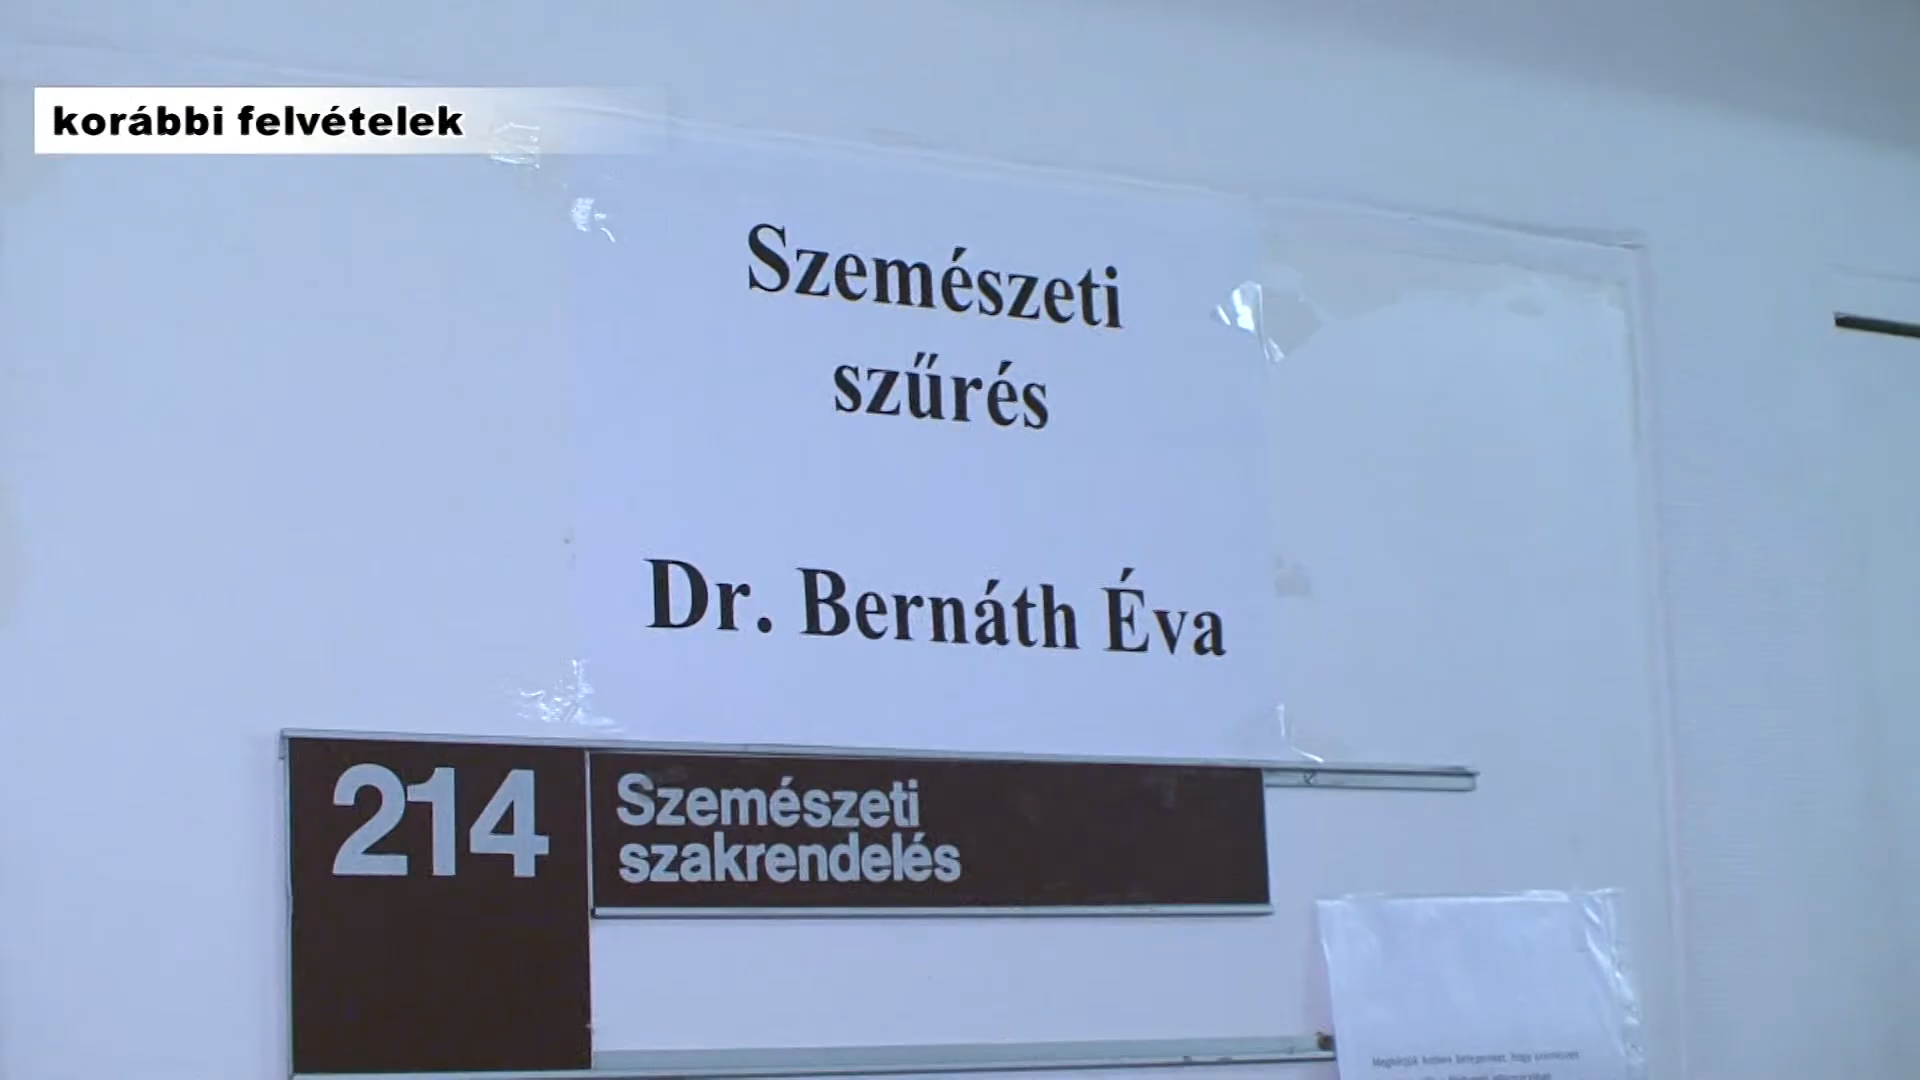 korábbi felvételek
Szemészeti
szűrés
Dr. Bernáth Éva
214
Szemészeti
szakrendelés